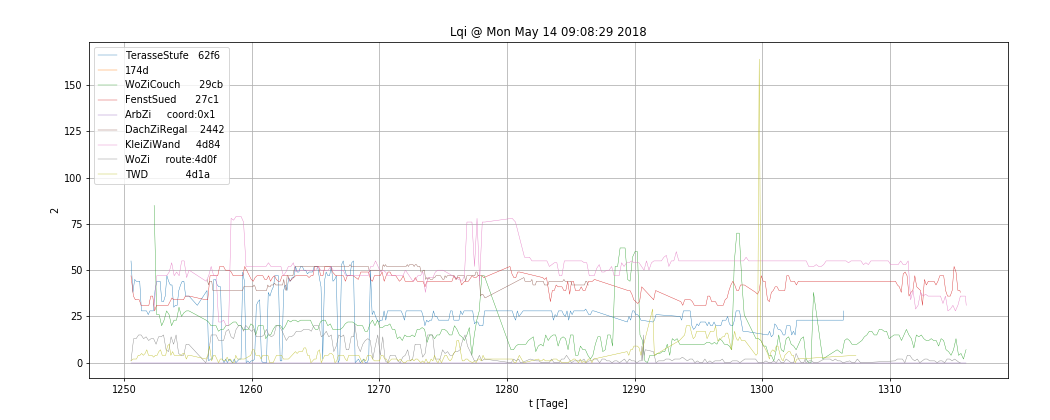 Lqi @ Mon May 14 09:08:29 2018
TerasseStufe 62f6
174d
WoZiCouch 29cb
FenstSued 27c1
ArbZi coord:0x1
DachZiRegal 2442
KleiZiWand 4d84
WoZi route:4d0f
TWD 4d1a
150
125
100
75
50
25
0
2
1250 1260 1270 1280 1290 1300 1310
t [Tage]